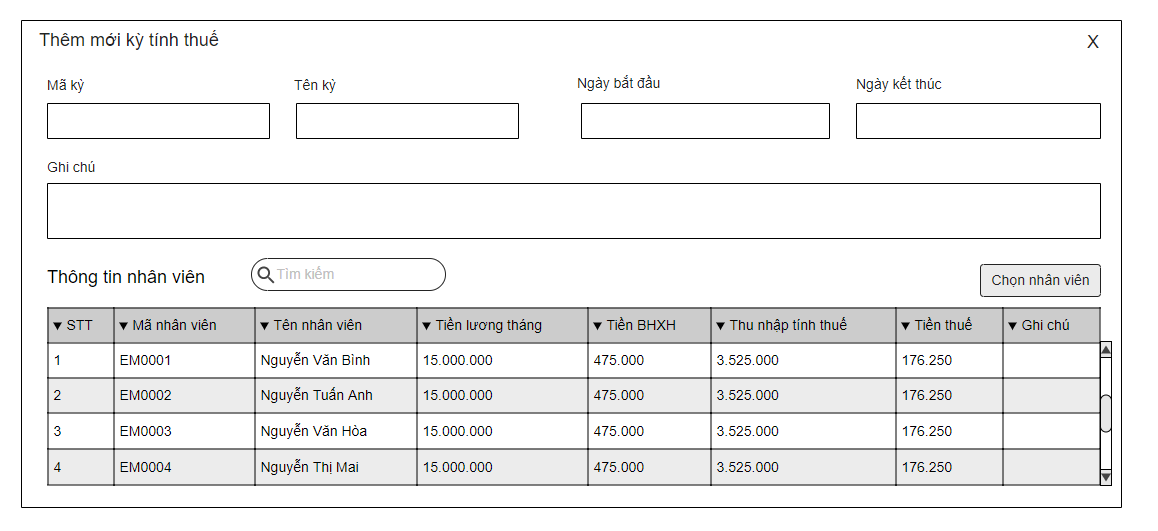 Thêm mới kỳ tính thuế X
Mã kỳ Tên kỳ Ngày bắt đầu Ngày kết thúc
Ghi chú
Thông tin nhân viên Tìm kiếm Chọn nhân viên
▼ STT ▼ Mã nhân viên ▼ Tên nhân viên ▼ Tiền lương tháng ▼ Tiền BHXH ▼ Thu nhập tính thuế ▼ Tiền thuế ▼ Ghi chú
1 EM0001 Nguyễn Văn Bình 15.000.000 475.000 3.525.000 176.250
2 EM0002 Nguyễn Tuấn Anh 15.000.000 475.000 3.525.000 176.250
3 EM0003 Nguyễn Văn Hòa 15.000.000 475.000 3.525.000 176.250
4 EM0004 Nguyễn Thị Mai 15.000.000 475.000 3.525.000 176.250